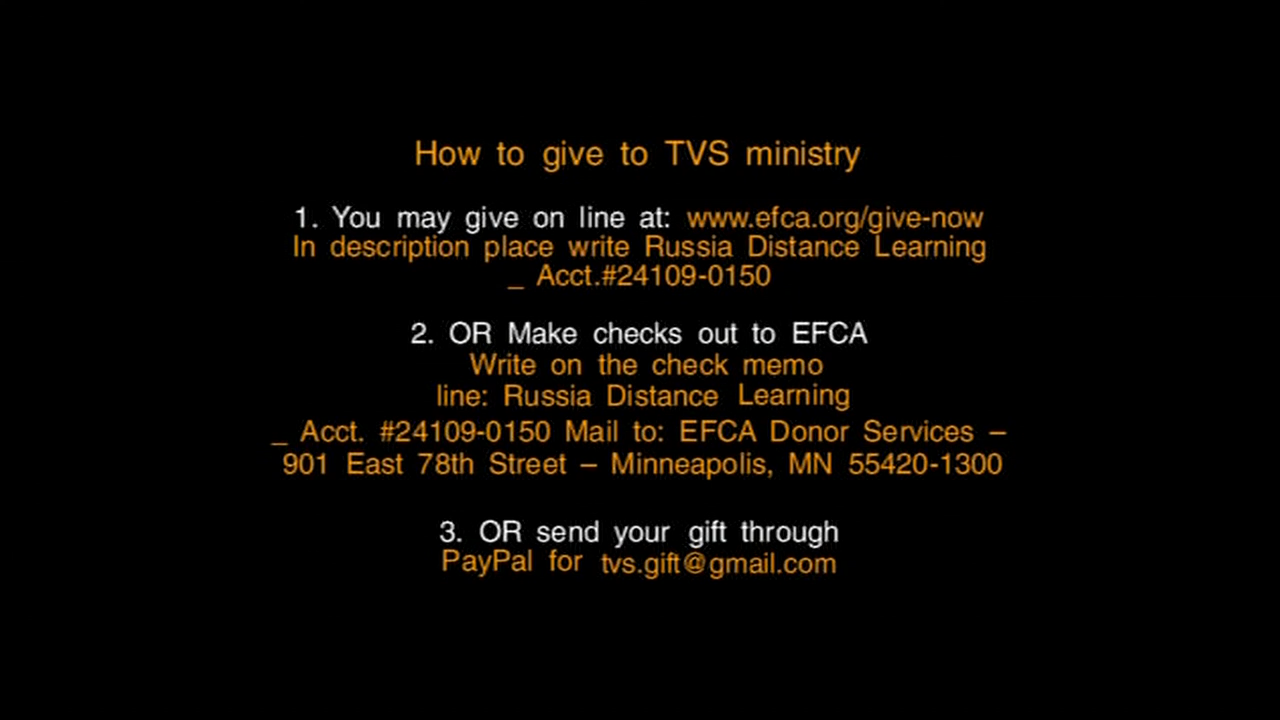 How to give to TVS ministry
1. You may give on line at: www.efca.org/give-now
In description place write Russia Distance Learning
_ Acct.#24109-0150
2. OR Make checks out to EFCA
Write on the check memo
line: Russia Distance Learning
_ Acct. #24109-0150 Mail to: EFCA Donor Services –
901 East 78th Street – Minneapolis, MN 55420-1300
3. OR send your gift through
PayPal for tvs.gift@gmail.com